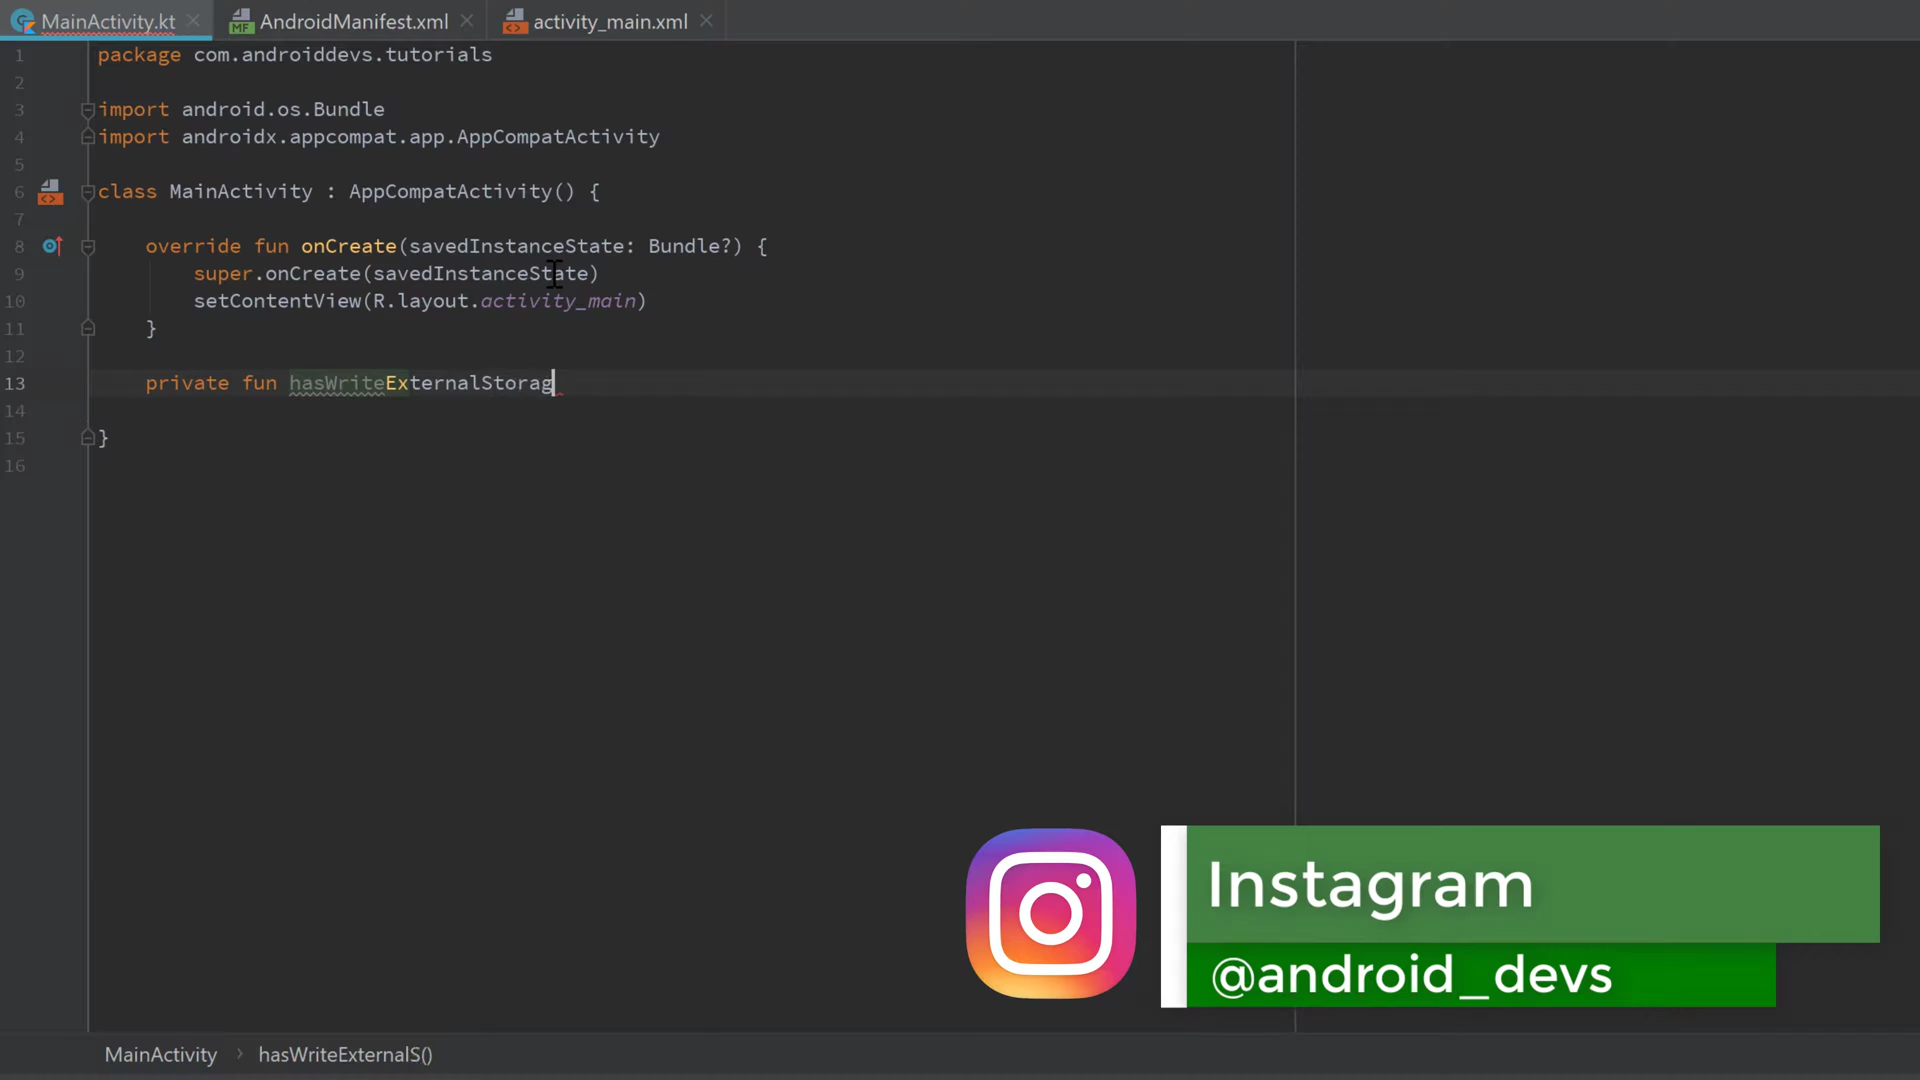 MainActivity.kt AndroidManifest.xml activity_main.xml
MF
1 package com.androiddevs.tutorials
2
3 import android.os.Bundle
4 import androidx.appcompat.app.AppCompatActivity
5
6 class MainActivity : AppCompatActivity() {
7
8 override fun onCreate(savedInstanceState: Bundle?) {
9 super.onCreate(savedInstanceState)
10 setContentView(R.layout.activity_main)
11 }
12
13 private fun hasWriteExternalStorag
14
15 }
16
Instagram
@android_devs
MainActivity › hasWriteExternalS()